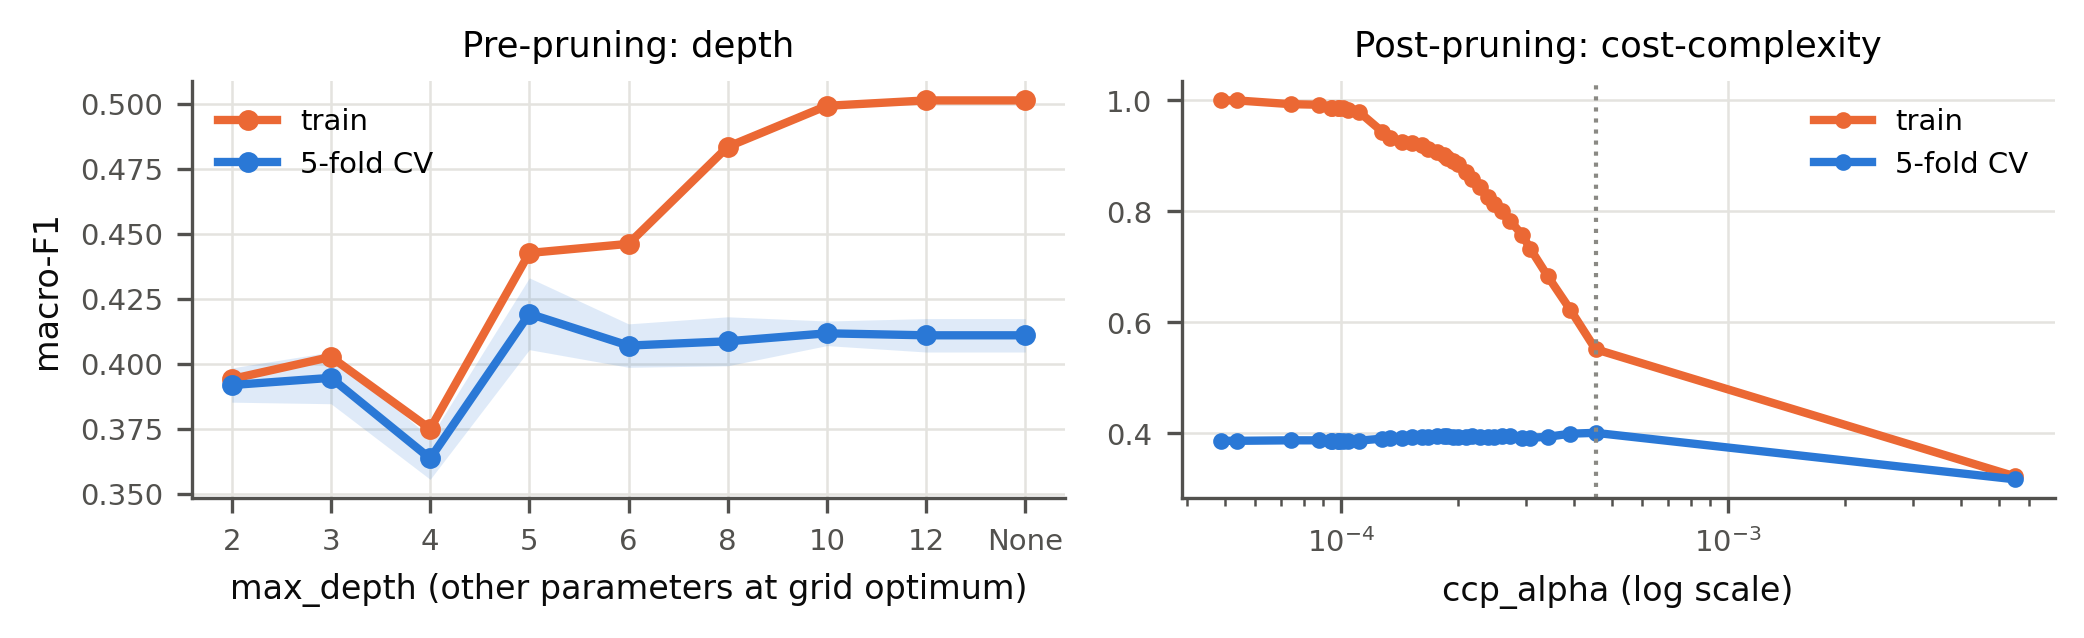 Pre-pruning: depth
macro-F1
0.500
0.475
0.450
0.425
0.400
0.375
0.350
train
5-fold CV
2 3 4 5 6 8 10 12 None
max_depth (other parameters at grid optimum)
Post-pruning: cost-complexity
1.0
0.8
0.6
0.4
train
5-fold CV
10⁻⁴ 10⁻³
ccp_alpha (log scale)